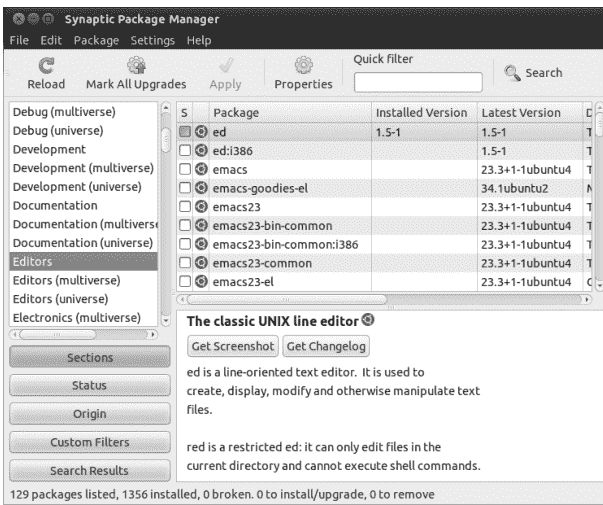 Synaptic Package Manager
File Edit Package Settings Help
Reload Mark All Upgrades Apply Properties Quick filter Search
Debug (multiverse)
Debug (universe)
Development
Development (multiverse)
Development (universe)
Documentation
Documentation (multiverse
Documentation (universe)
Editors
Editors (multiverse)
Editors (universe)
Electronics (multiverse)
Sections
Status
Origin
Custom Filters
Search Results
S Package Installed Version Latest Version D
ed 1.5-1 1.5-1 T
ed:i386 1.5-1 T
emacs 23.3+1-1ubuntu4 T
emacs-goodies-el 34.1ubuntu2 M
emacs23 23.3+1-1ubuntu4 T
emacs23-bin-common 23.3+1-1ubuntu4 T
emacs23-bin-common:i386 23.3+1-1ubuntu4 T
emacs23-common 23.3+1-1ubuntu4 T
emacs23-el 23.3+1-1ubuntu4
The classic UNIX line editor
Get Screenshot Get Changelog
ed is a line-oriented text editor. It is used to
create, display, modify and otherwise manipulate text
files.
red is a restricted ed: it can only edit files in the
current directory and cannot execute shell commands.
129 packages listed, 1356 installed, 0 broken. 0 to install/upgrade, 0 to remove